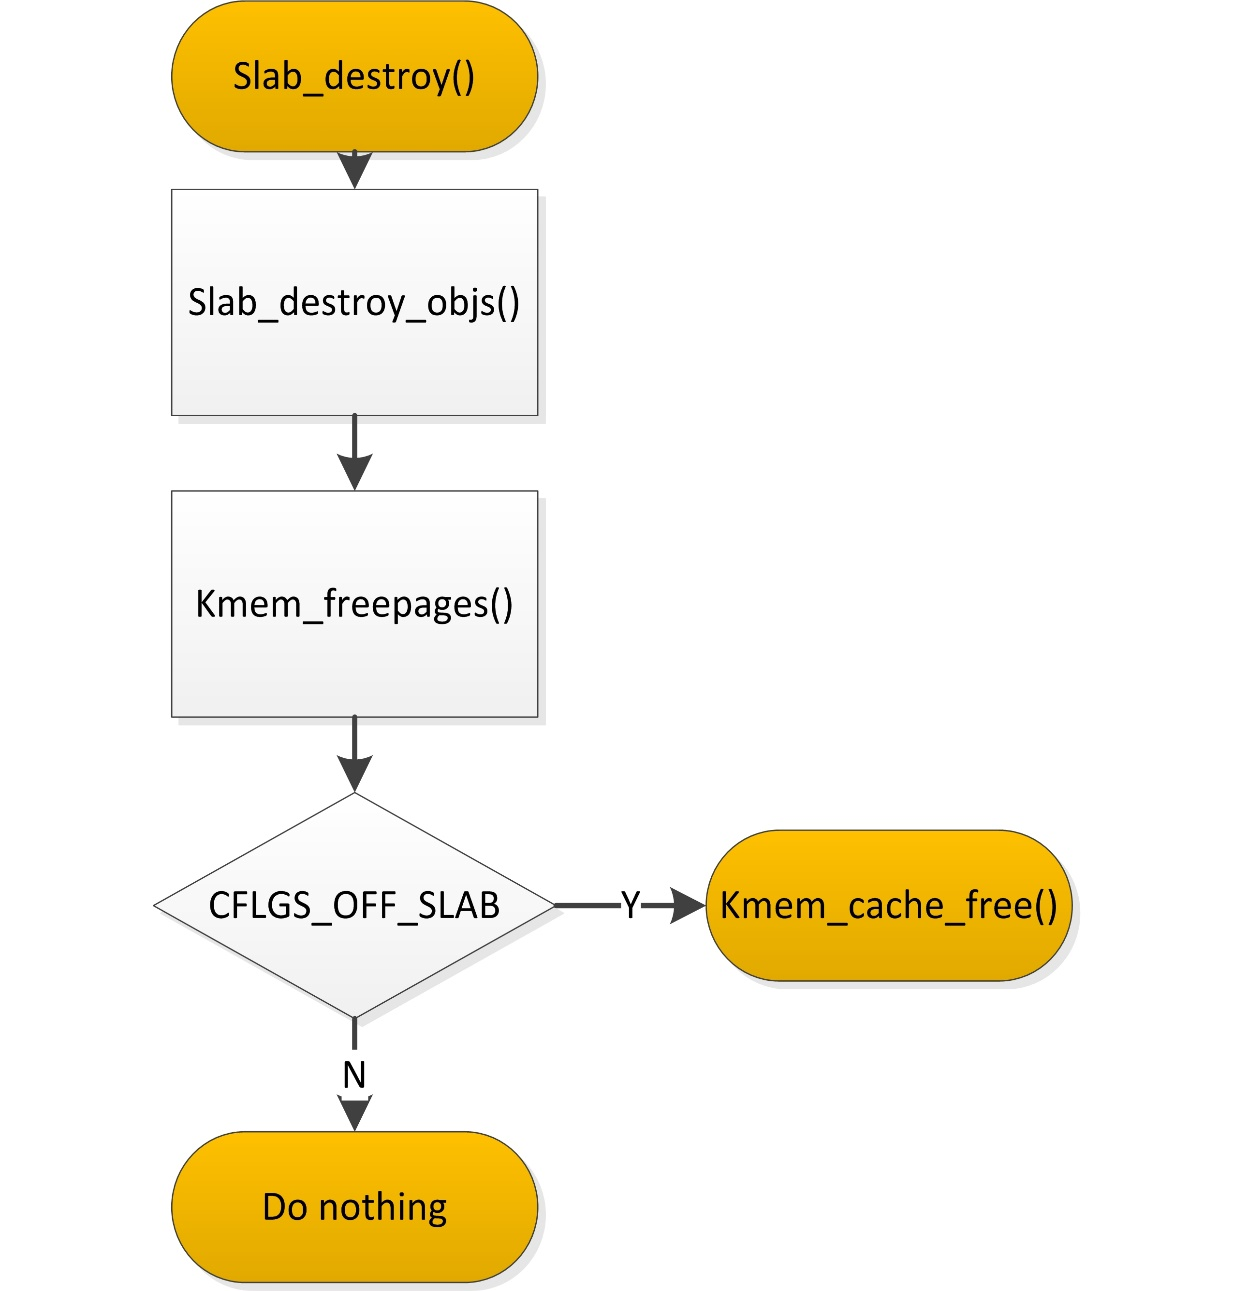 Slab_destroy()
Slab_destroy_objs()
Kmem_freepages()
CFLGS_OFF_SLAB
Y
Kmem_cache_free()
N
Do nothing